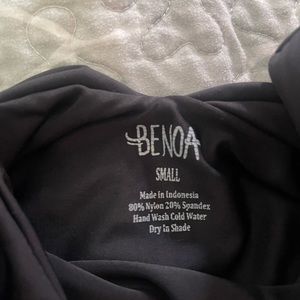 BENOA
SMALL
Made in Indonesia
80% Nylon 20% Spandex
Hand Wash Cold Water
Dry in Shade